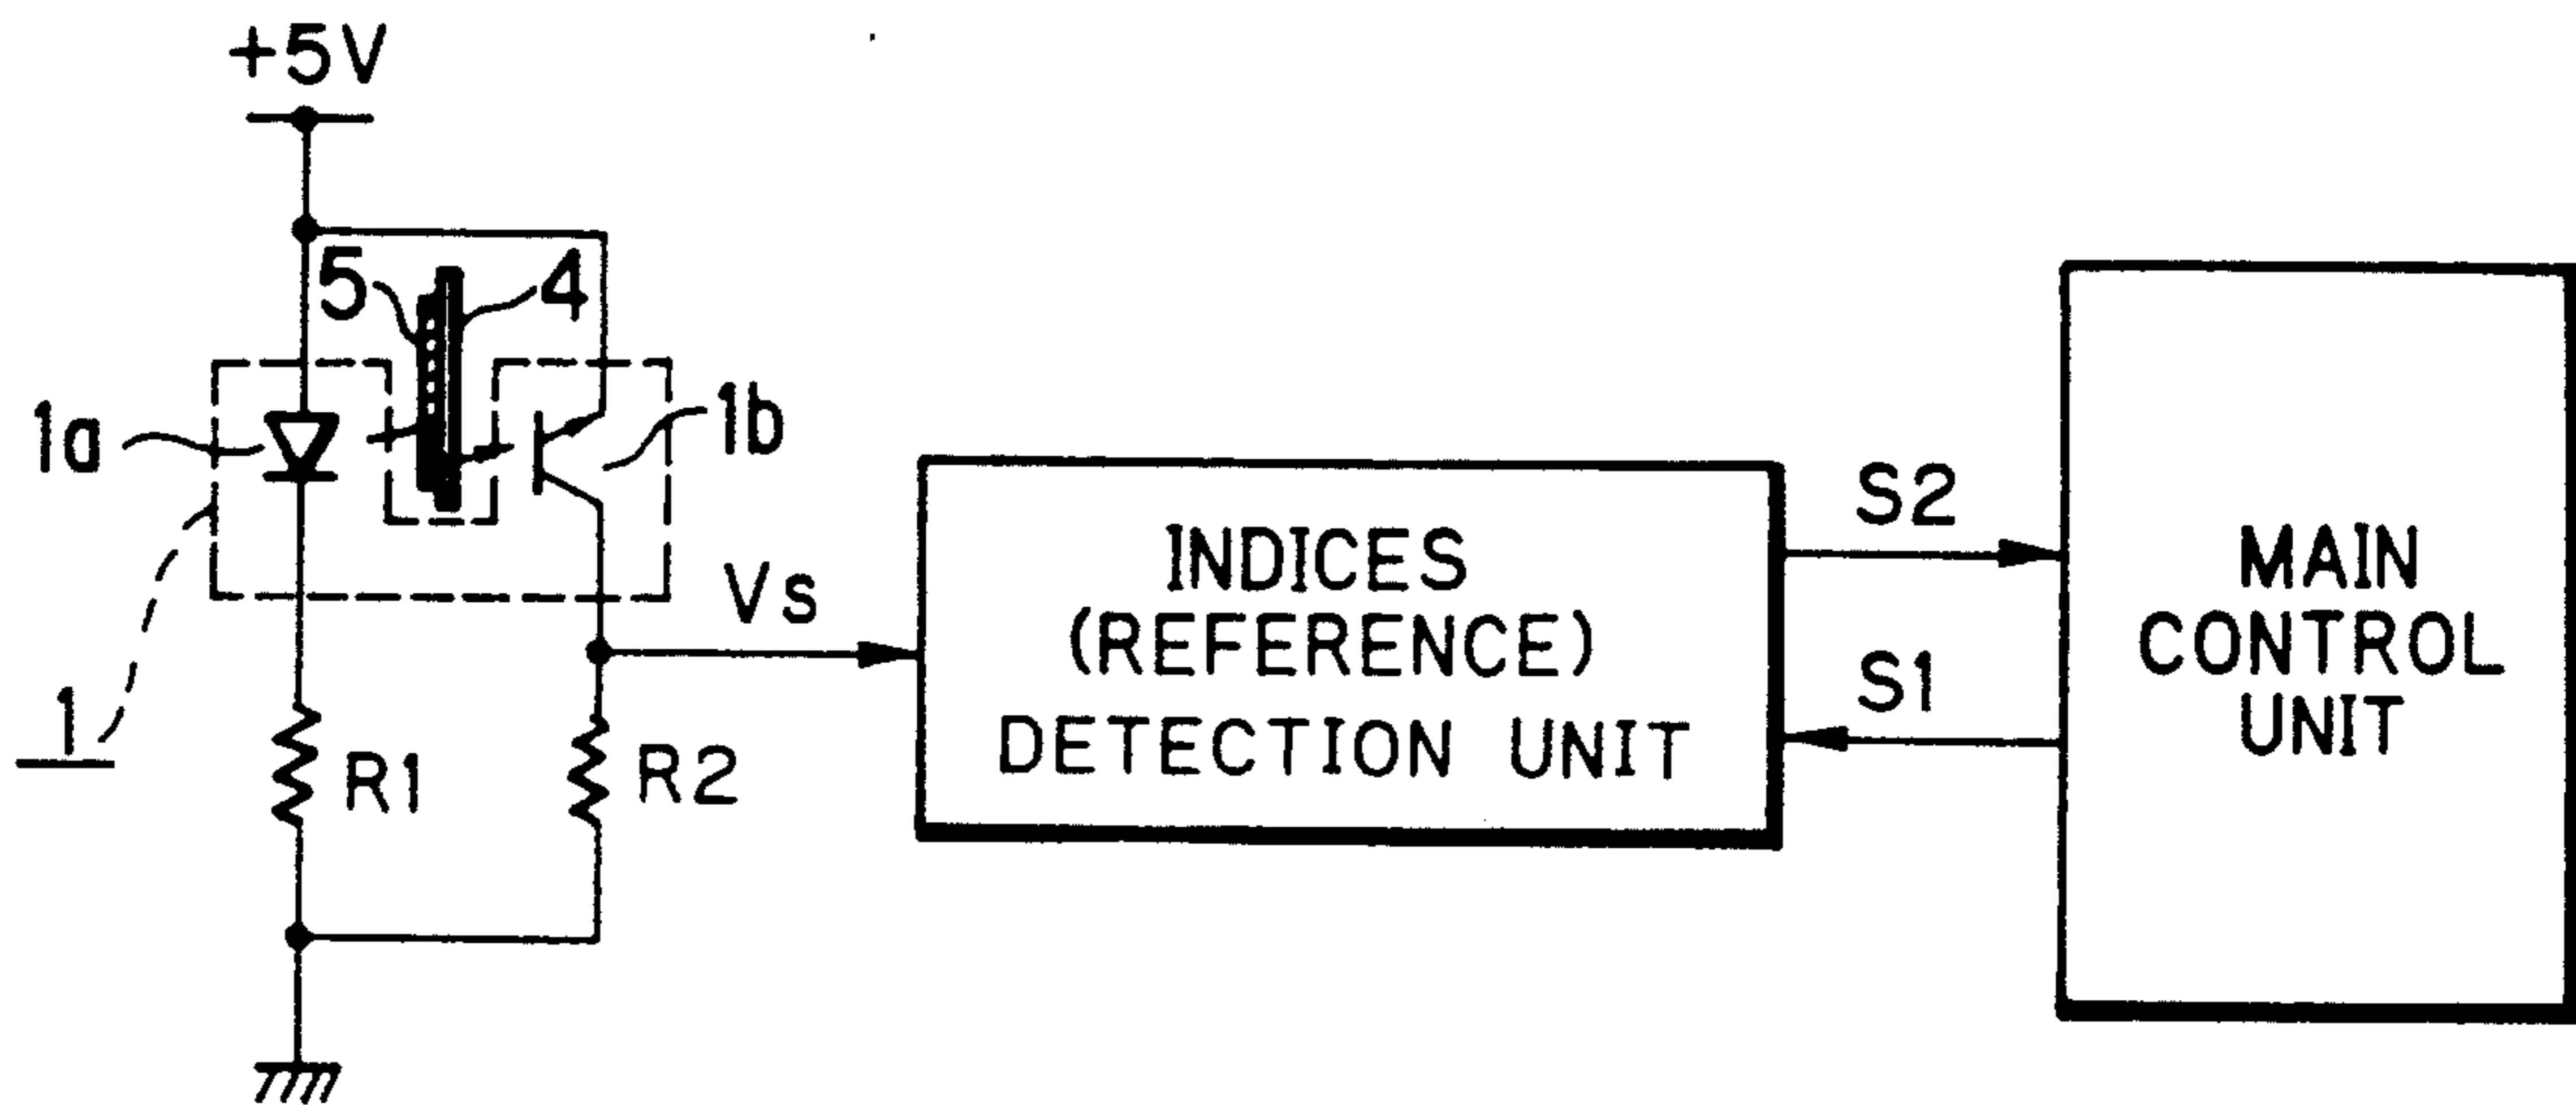 +5V
5
4
1a
1b
1
R1
R2
Vs
INDICES
(REFERENCE)
DETECTION UNIT
S2
S1
MAIN
CONTROL
UNIT